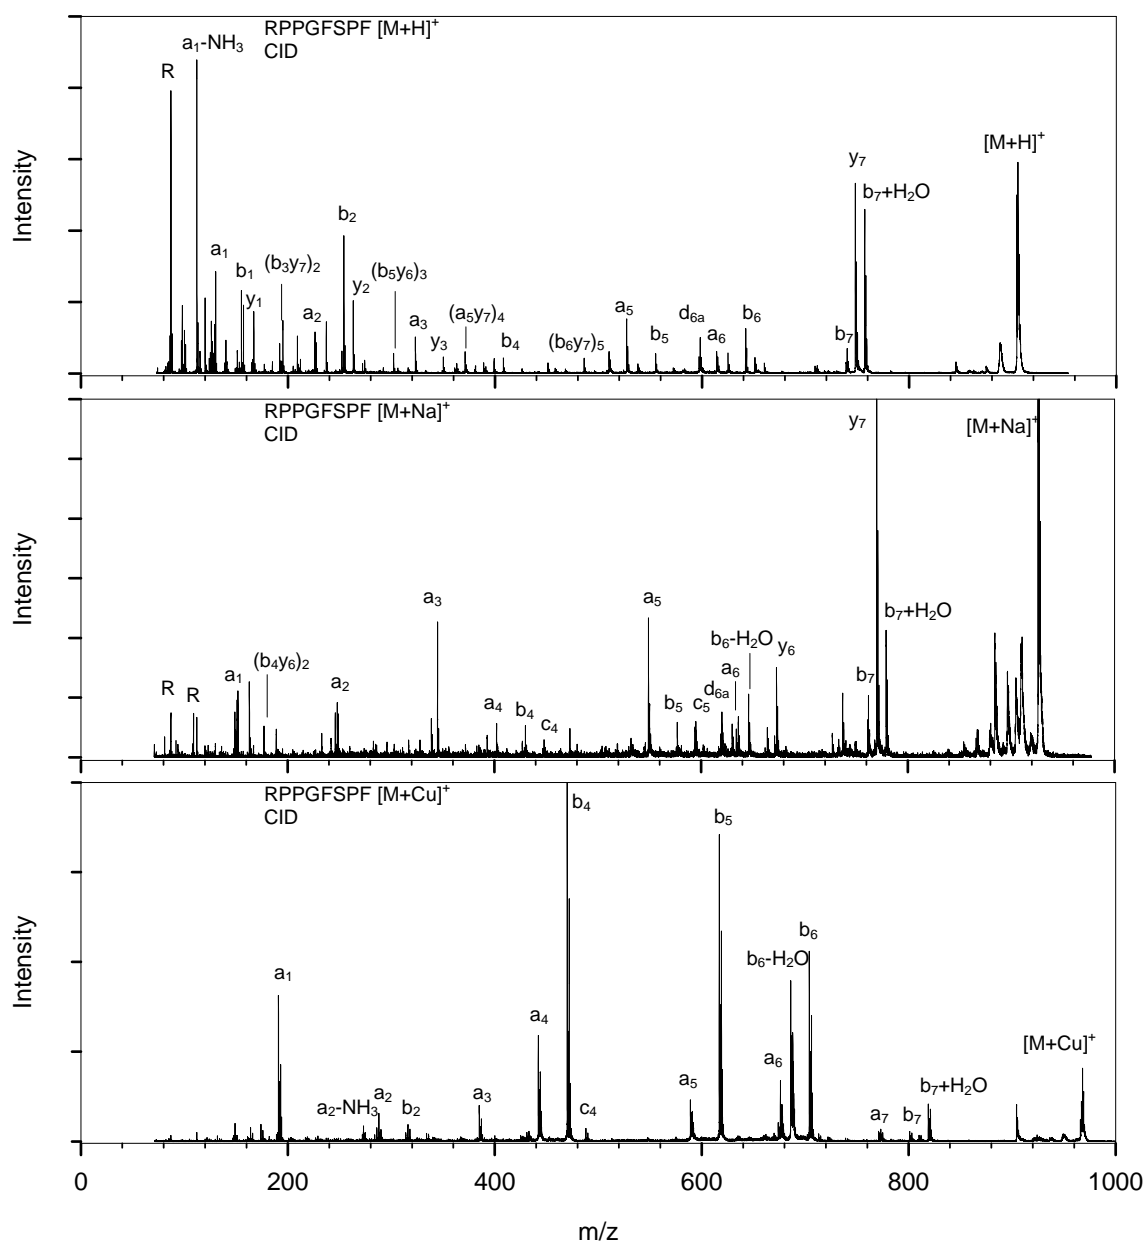 RPPGFSPF [M+H]⁺
CID
a₁-NH₃
R
[M+H]⁺
y₇
b₇+H₂O
b₂
a₁
(b₃y₇)₂
b₁
y₁
y₂
(b₅y₆)₃
a₂
a₃
(a₅y₇)₄
y₃
b₄
(b₆y₇)₅
a₅
b₅
d₆ₐ
a₆
b₆
b₇
Intensity
RPPGFSPF [M+Na]⁺
CID
y₇
[M+Na]⁺
a₃
a₅
b₇+H₂O
b₆-H₂O
y₆
R
R
a₁
(b₄y₆)₂
a₂
a₄
b₄
c₄
b₅
c₅
d₆ₐ
a₆
b₇
Intensity
RPPGFSPF [M+Cu]⁺
CID
b₄
b₅
b₆
b₆-H₂O
a₁
a₄
[M+Cu]⁺
a₂-NH₃
a₂
b₂
a₃
c₄
a₅
a₆
a₇
b₇
b₇+H₂O
Intensity
0 200 400 600 800 1000
m/z